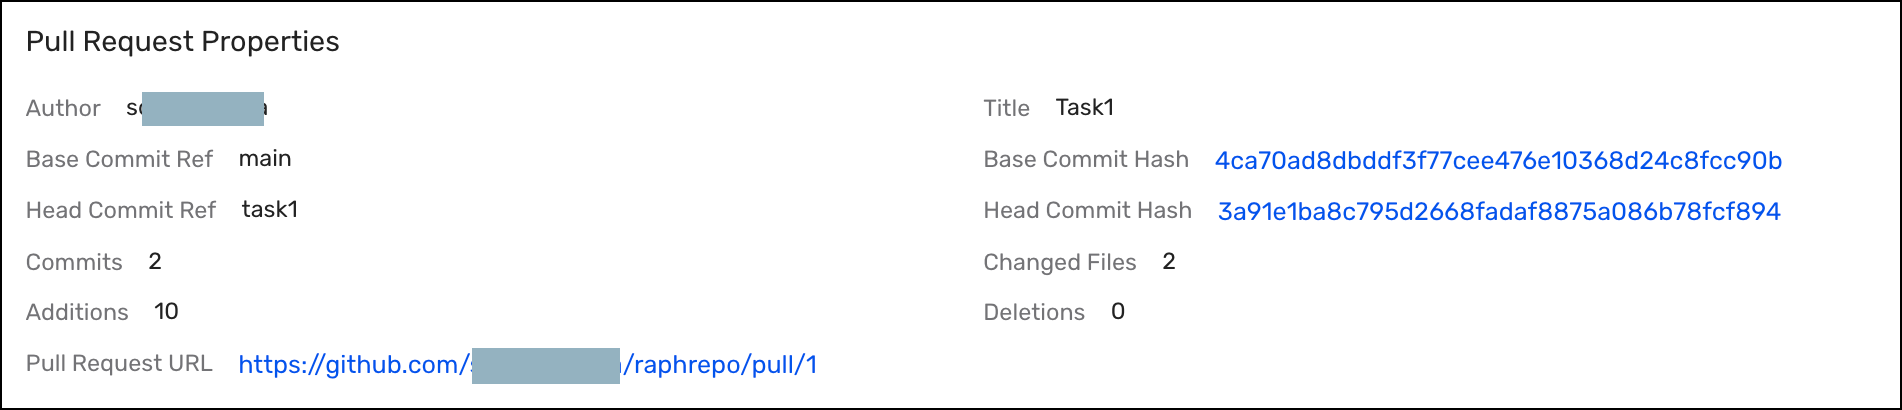 Pull Request Properties
Author
Title Task1
Base Commit Ref main
Base Commit Hash 4ca70ad8dbddf3f77cee476e10368d24c8fcc90b
Head Commit Ref task1
Head Commit Hash 3a91e1ba8c795d2668fadaf8875a086b78fcf894
Commits 2
Changed Files 2
Additions 10
Deletions 0
Pull Request URL https://github.com/ /raphrepo/pull/1